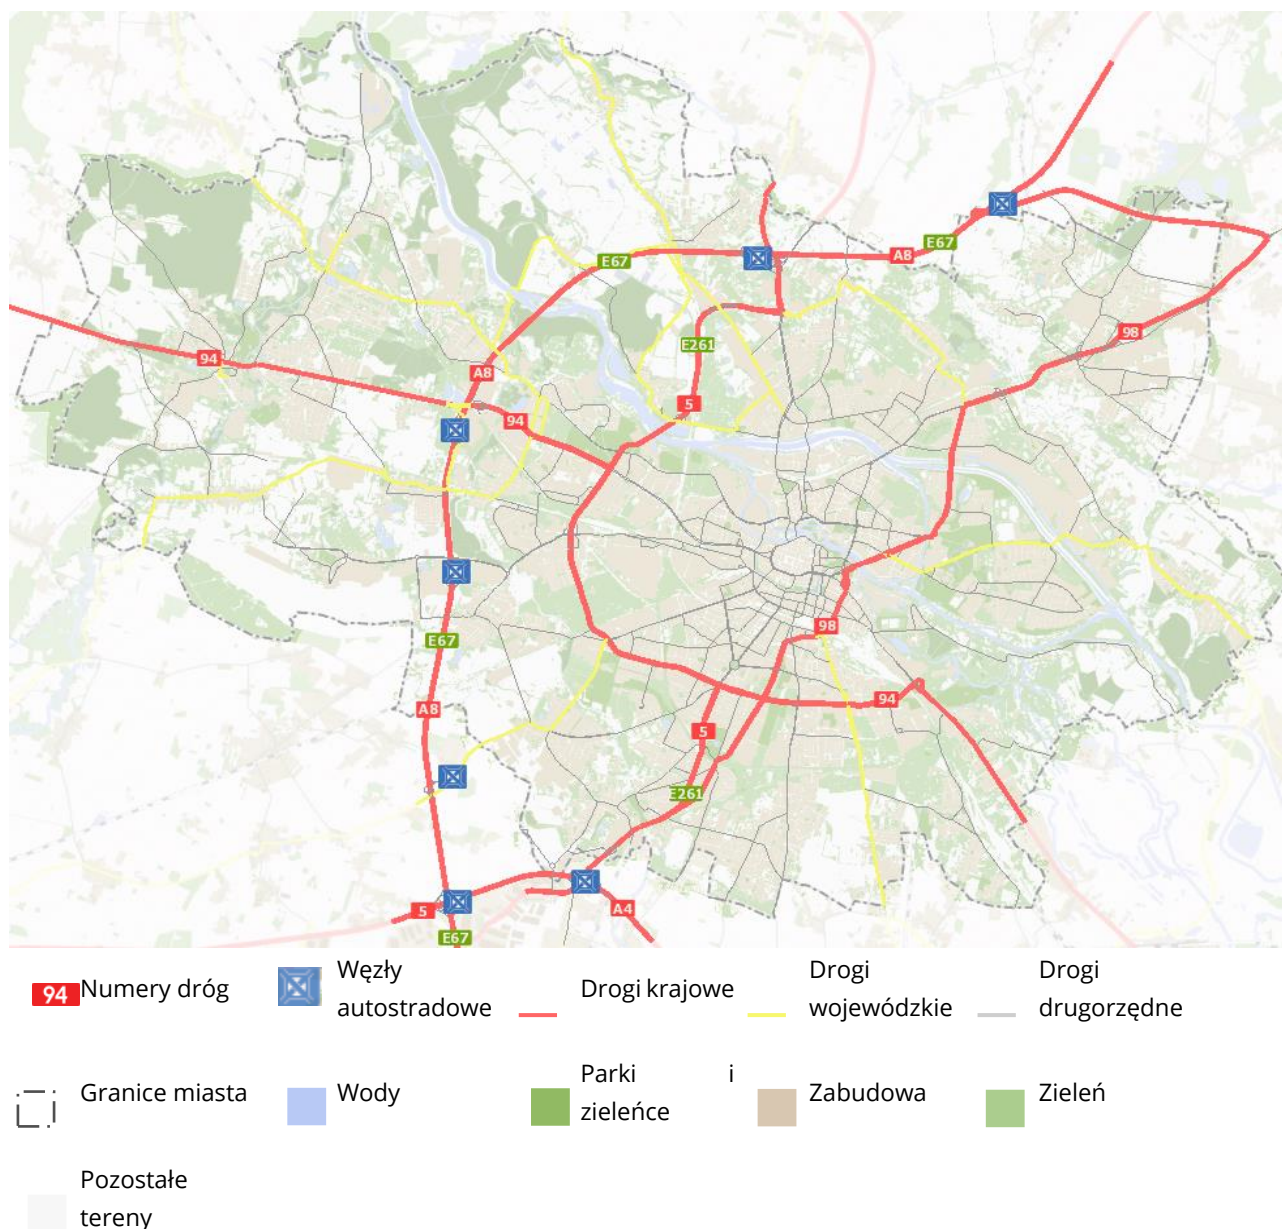 E67
A8
E67
98
E261
94
A8
5
94
98
E67
94
A8
5
E261
5
A4
E67
94 Numery dróg
Węzły
autostradowe
Drogi krajowe
Drogi
wojewódzkie
Drogi
drugorzędne
Granice miasta
Wody
Parki i
zieleńce
Zabudowa
Zieleń
Pozostałe
tereny